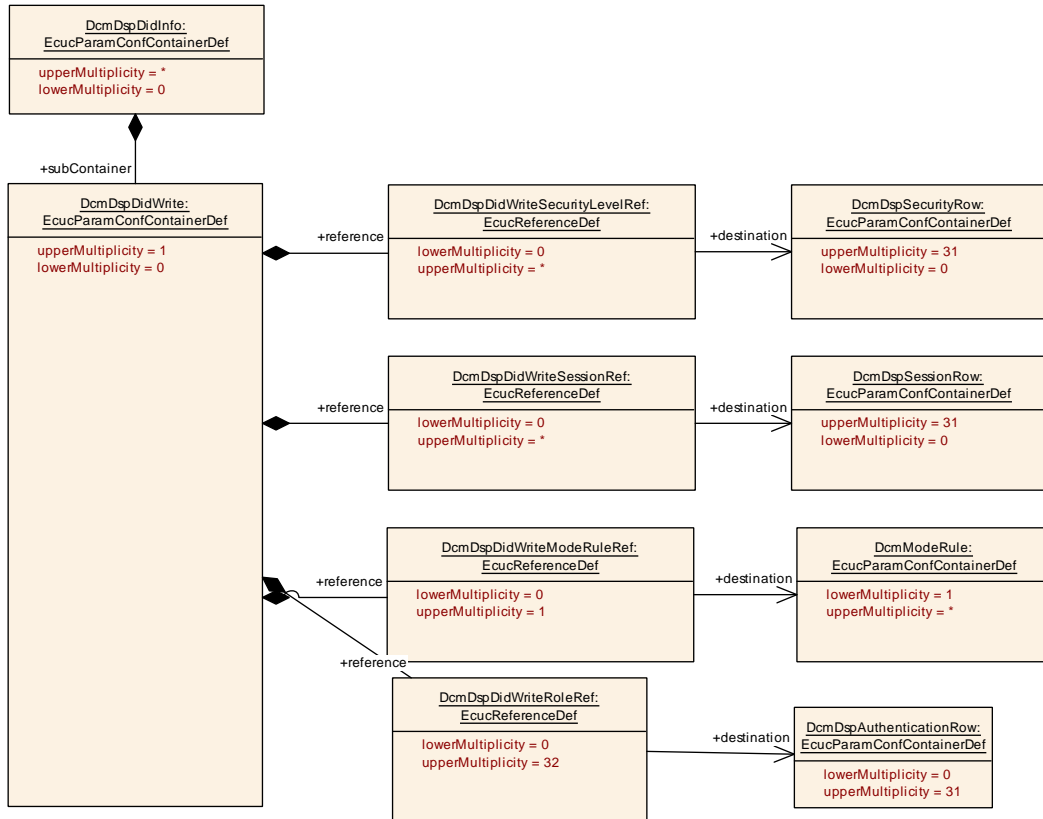 DcmDspDidInfo:
EcucParamConfContainerDef
upperMultiplicity = *
lowerMultiplicity = 0
+subContainer
DcmDspDidWrite:
EcucParamConfContainerDef
upperMultiplicity = 1
lowerMultiplicity = 0
+reference
DcmDspDidWriteSecurityLevelRef:
EcucReferenceDef
lowerMultiplicity = 0
upperMultiplicity = *
+destination
DcmDspSecurityRow:
EcucParamConfContainerDef
upperMultiplicity = 31
lowerMultiplicity = 0
+reference
DcmDspDidWriteSessionRef:
EcucReferenceDef
lowerMultiplicity = 0
upperMultiplicity = *
+destination
DcmDspSessionRow:
EcucParamConfContainerDef
upperMultiplicity = 31
lowerMultiplicity = 0
+reference
DcmDspDidWriteModeRuleRef:
EcucReferenceDef
lowerMultiplicity = 0
upperMultiplicity = 1
+destination
DcmModeRule:
EcucParamConfContainerDef
lowerMultiplicity = 1
upperMultiplicity = *
+reference
DcmDspDidWriteRoleRef:
EcucReferenceDef
lowerMultiplicity = 0
upperMultiplicity = 32
+destination
DcmDspAuthenticationRow:
EcucParamConfContainerDef
lowerMultiplicity = 0
upperMultiplicity = 31